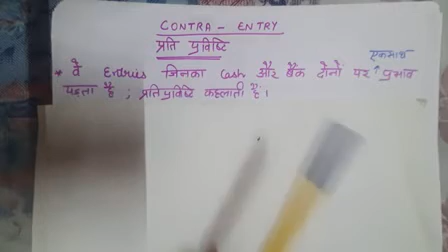 CONTRA - ENTRY
प्रति प्रविष्टि
एकसाथ
* वे Entries जिनका Cash और बैंक दोनों पर ↑ प्रभाव
पड़ता है ; प्रतिप्रविष्टि कहलाती है।